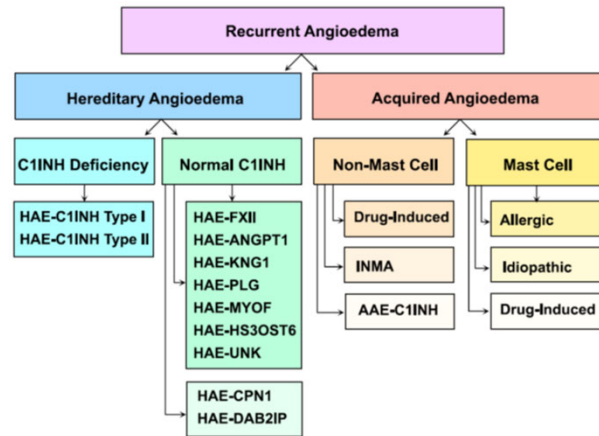 Recurrent Angioedema
Hereditary Angioedema
Acquired Angioedema
C1INH Deficiency
Normal C1INH
Non-Mast Cell
Mast Cell
HAE-C1INH Type I
HAE-C1INH Type II
HAE-FXII
HAE-ANGPT1
HAE-KNG1
HAE-PLG
HAE-MYOF
HAE-HS3OST6
HAE-UNK
HAE-CPN1
HAE-DAB2IP
Drug-Induced
INMA
AAE-C1INH
Allergic
Idiopathic
Drug-Induced